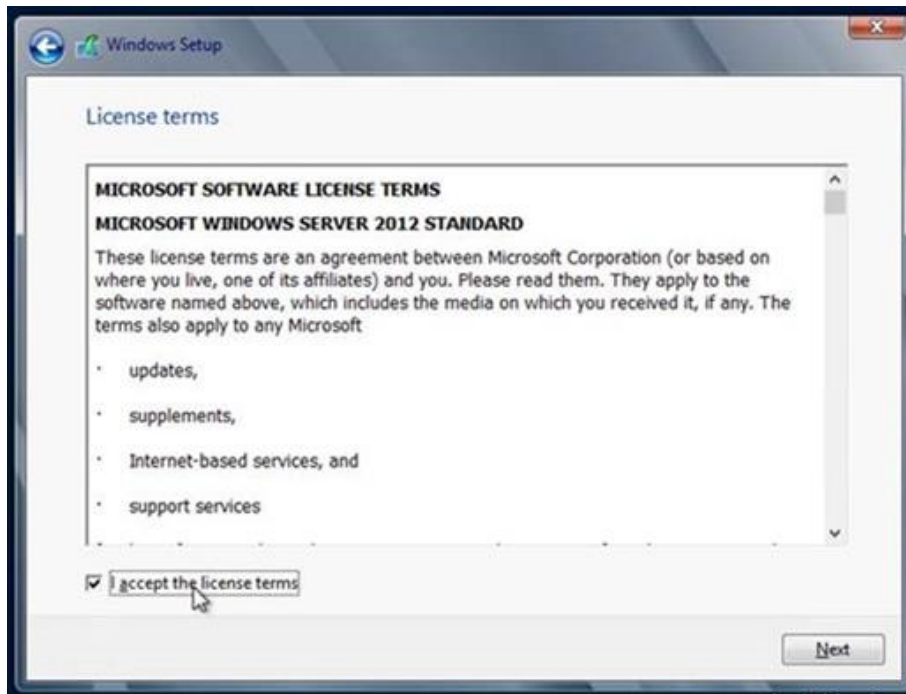 Windows Setup
License terms
MICROSOFT SOFTWARE LICENSE TERMS
MICROSOFT WINDOWS SERVER 2012 STANDARD
These license terms are an agreement between Microsoft Corporation (or based on
where you live, one of its affiliates) and you. Please read them. They apply to the
software named above, which includes the media on which you received it, if any. The
terms also apply to any Microsoft
· updates,
· supplements,
· Internet-based services, and
· support services
I accept the license terms
Next